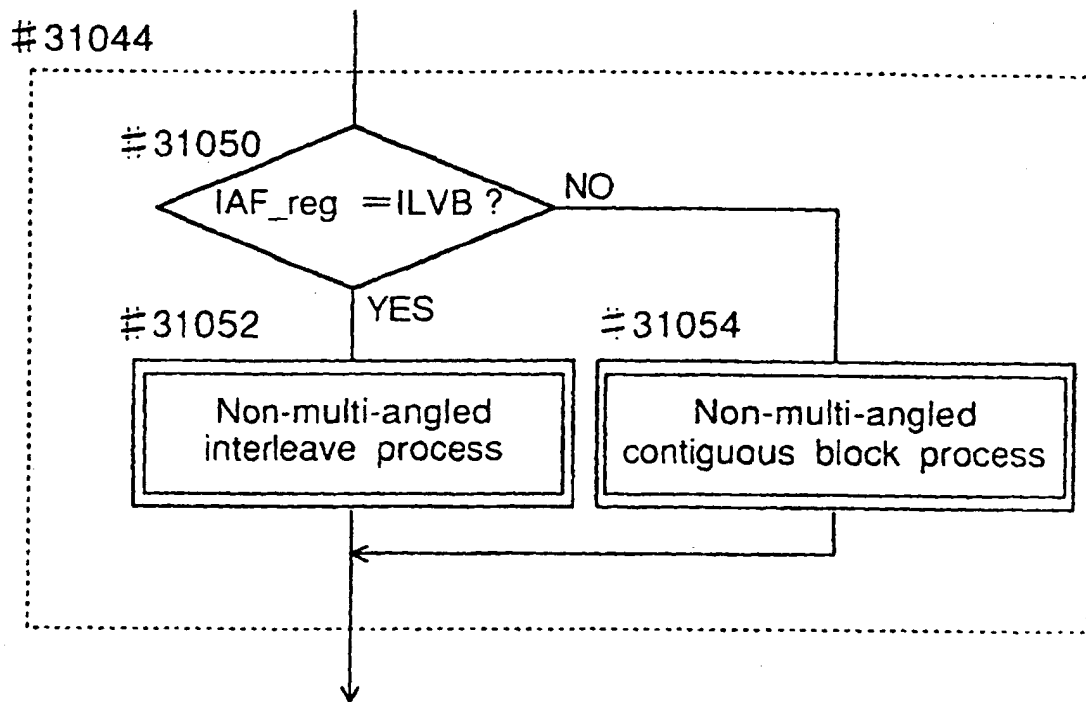 #31044
#31050
IAF_reg =ILVB ?
NO
YES
#31052
#31054
Non-multi-angled
interleave process
Non-multi-angled
contiguous block process